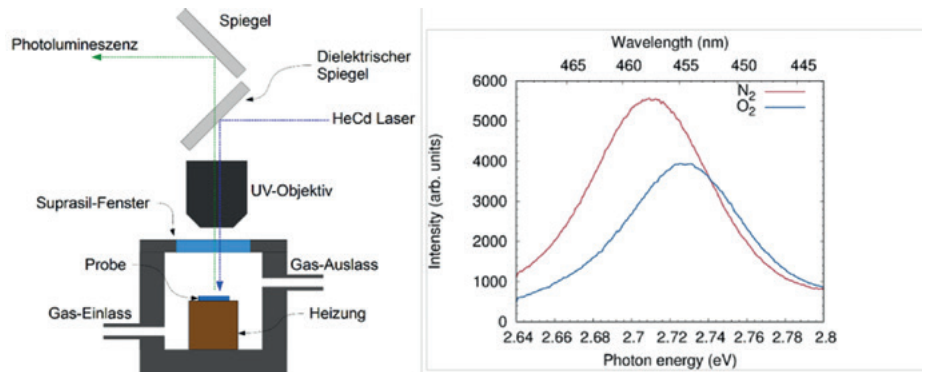 Spiegel
Photolumineszenz
Dielektrischer
Spiegel
HeCd Laser
UV-Objektiv
Suprasil-Fenster
Probe
Gas-Auslass
Gas-Einlass
Heizung
Wavelength (nm)
465 460 455 450 445
N₂
O₂
6000
5000
4000
3000
2000
1000
0
Intensity (arb. units)
2.64 2.66 2.68 2.7 2.72 2.74 2.76 2.78 2.8
Photon energy (eV)